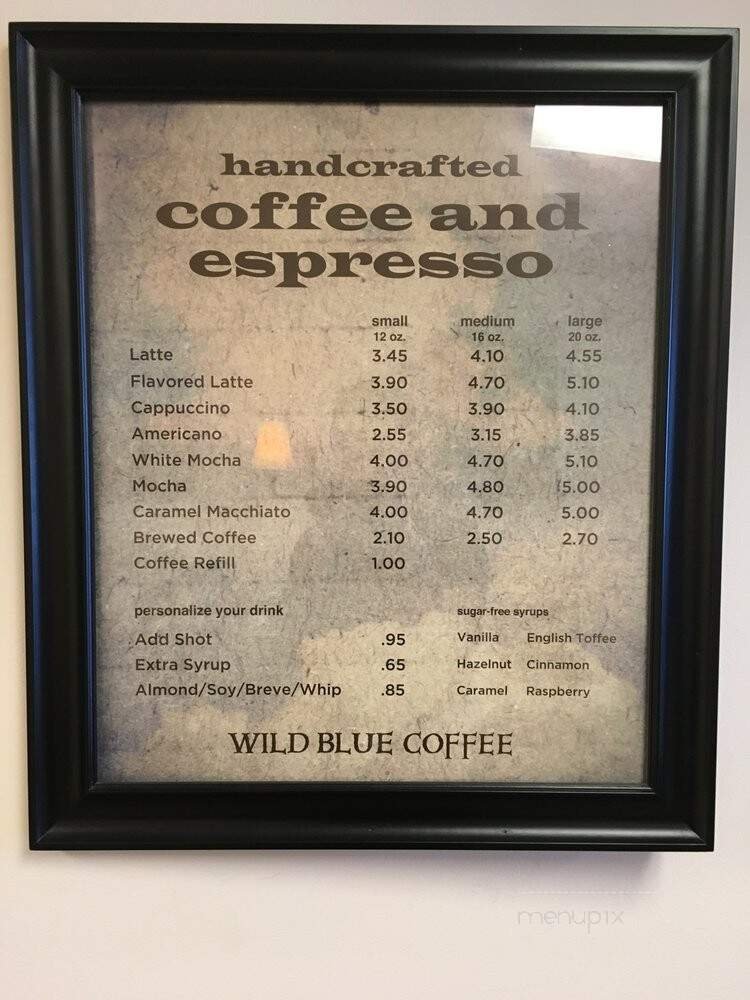 handcrafted
coffee and
espresso
small medium large
12 oz. 16 oz. 20 oz.
Latte 3.45 4.10 4.55
Flavored Latte 3.90 4.70 5.10
Cappuccino 3.50 3.90 4.10
Americano 2.55 3.15 3.85
White Mocha 4.00 4.70 5.10
Mocha 3.90 4.80 5.00
Caramel Macchiato 4.00 4.70 5.00
Brewed Coffee 2.10 2.50 2.70
Coffee Refill 1.00
personalize your drink sugar-free syrups
Add Shot .95 Vanilla English Toffee
Extra Syrup .65 Hazelnut Cinnamon
Almond/Soy/Breve/Whip .85 Caramel Raspberry
WILD BLUE COFFEE
menupix